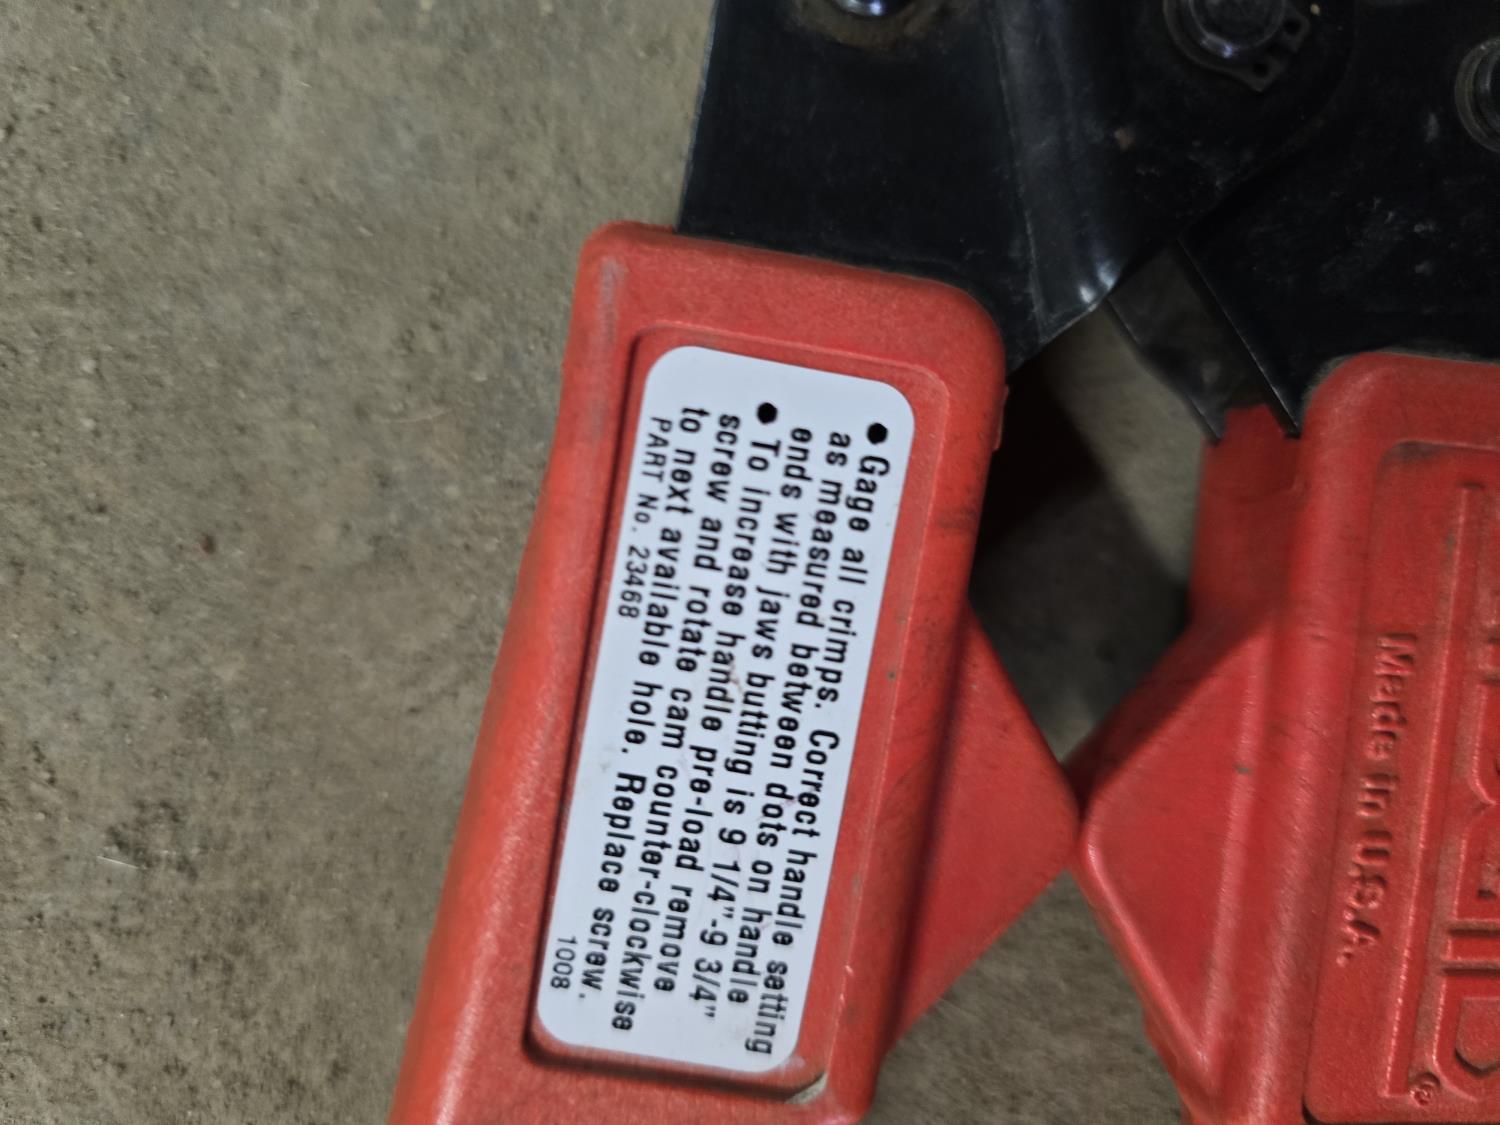 ● Gage all crimps. Correct handle setting
as measured between dots on handle
ends with jaws butting is 9 1/4"-9 3/4"
● To increase handle pre-load remove
screw and rotate cam counter-clockwise
to next available hole. Replace screw.
PART No. 23468 1008
®
Made in U.S.A.